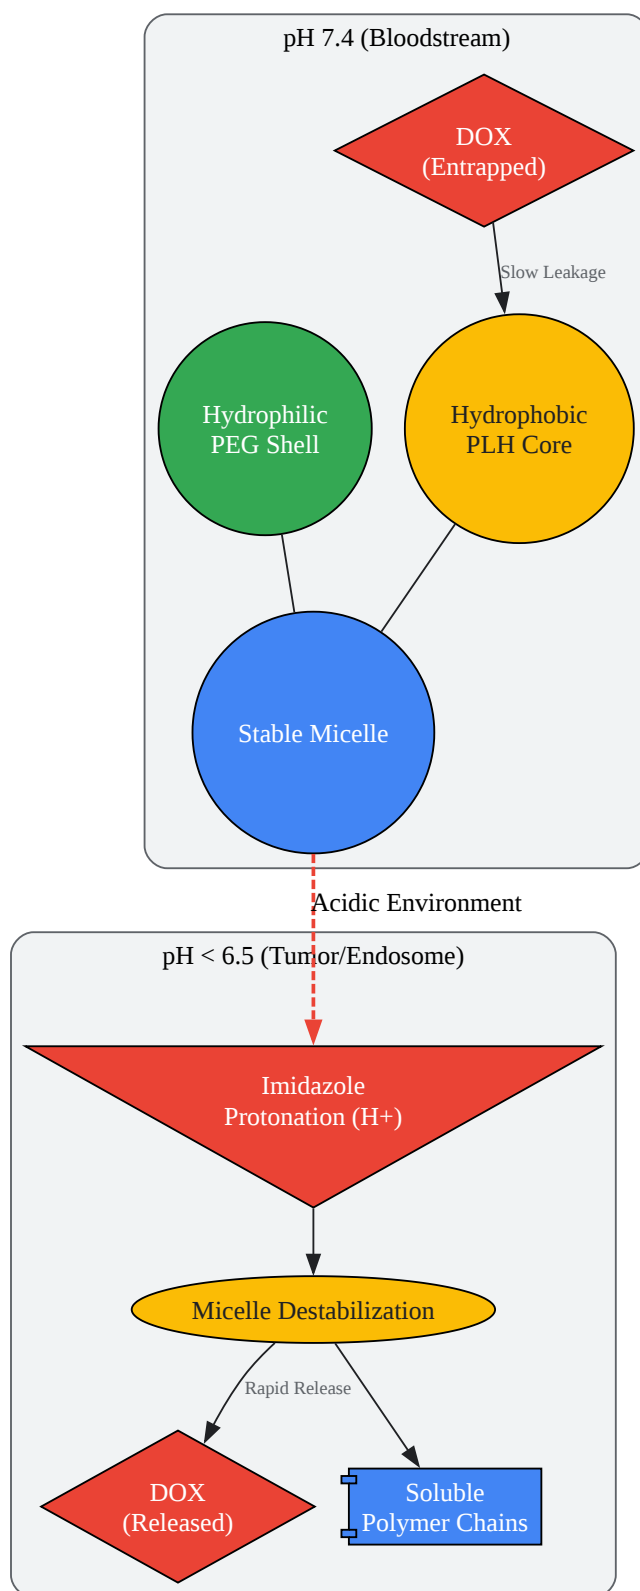 pH 7.4 (Bloodstream)
DOX
(Entrapped)
Slow Leakage
Hydrophilic
PEG Shell
Hydrophobic
PLH Core
Stable Micelle
Acidic Environment
pH < 6.5 (Tumor/Endosome)
Imidazole
Protonation (H+)
Micelle Destabilization
Rapid Release
DOX
(Released)
Soluble
Polymer Chains